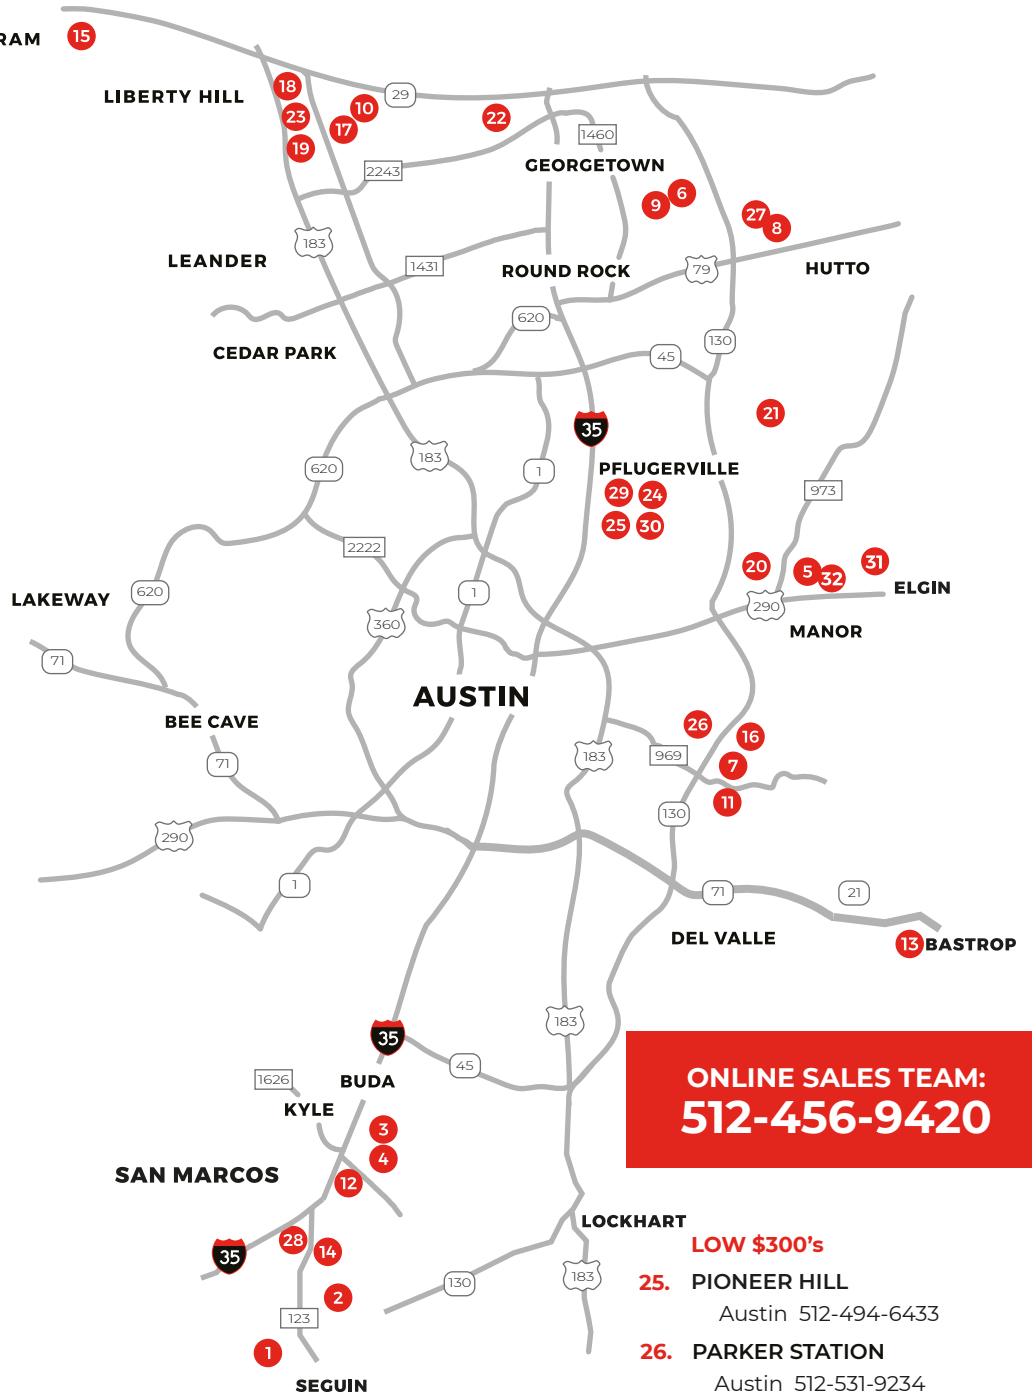 RAM
15
LIBERTY HILL
18
29
10
23
22
17
1460
19
GEORGETOWN
2243
6
9
27
8
183
LEANDER
1431
ROUND ROCK
79
HUTTO
620
130
CEDAR PARK
45
21
35
183
620
1
PFLUGERVILLE
29
24
973
25
30
2222
31
20
5
32
ELGIN
LAKEWAY
620
1
290
360
MANOR
71
AUSTIN
BEE CAVE
26
16
183
969
7
71
11
130
290
1
71
21
DEL VALLE
13
BASTROP
183
35
45
1626
BUDA
KYLE
ONLINE SALES TEAM:
512-456-9420
3
4
SAN MARCOS
12
28
14
35
LOCKHART
130
183
2
123
1
SEGUIN
LOW $300's
25. PIONEER HILL
Austin 512-494-6433
26. PARKER STATION
Austin 512-531-9234